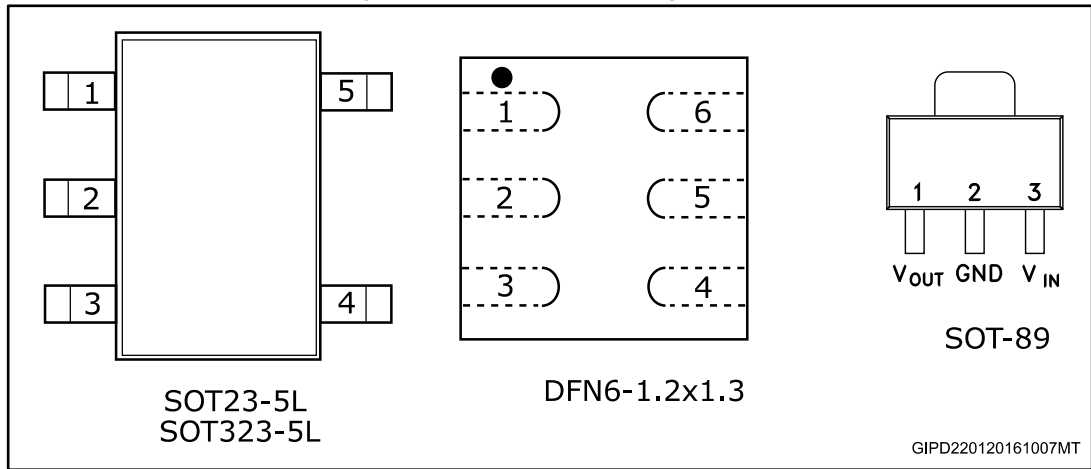 1
5
2
3
4
SOT23-5L
SOT323-5L
1
6
2
5
3
4
DFN6-1.2x1.3
1 2 3
VOUT GND VIN
SOT-89
GIPD220120161007MT